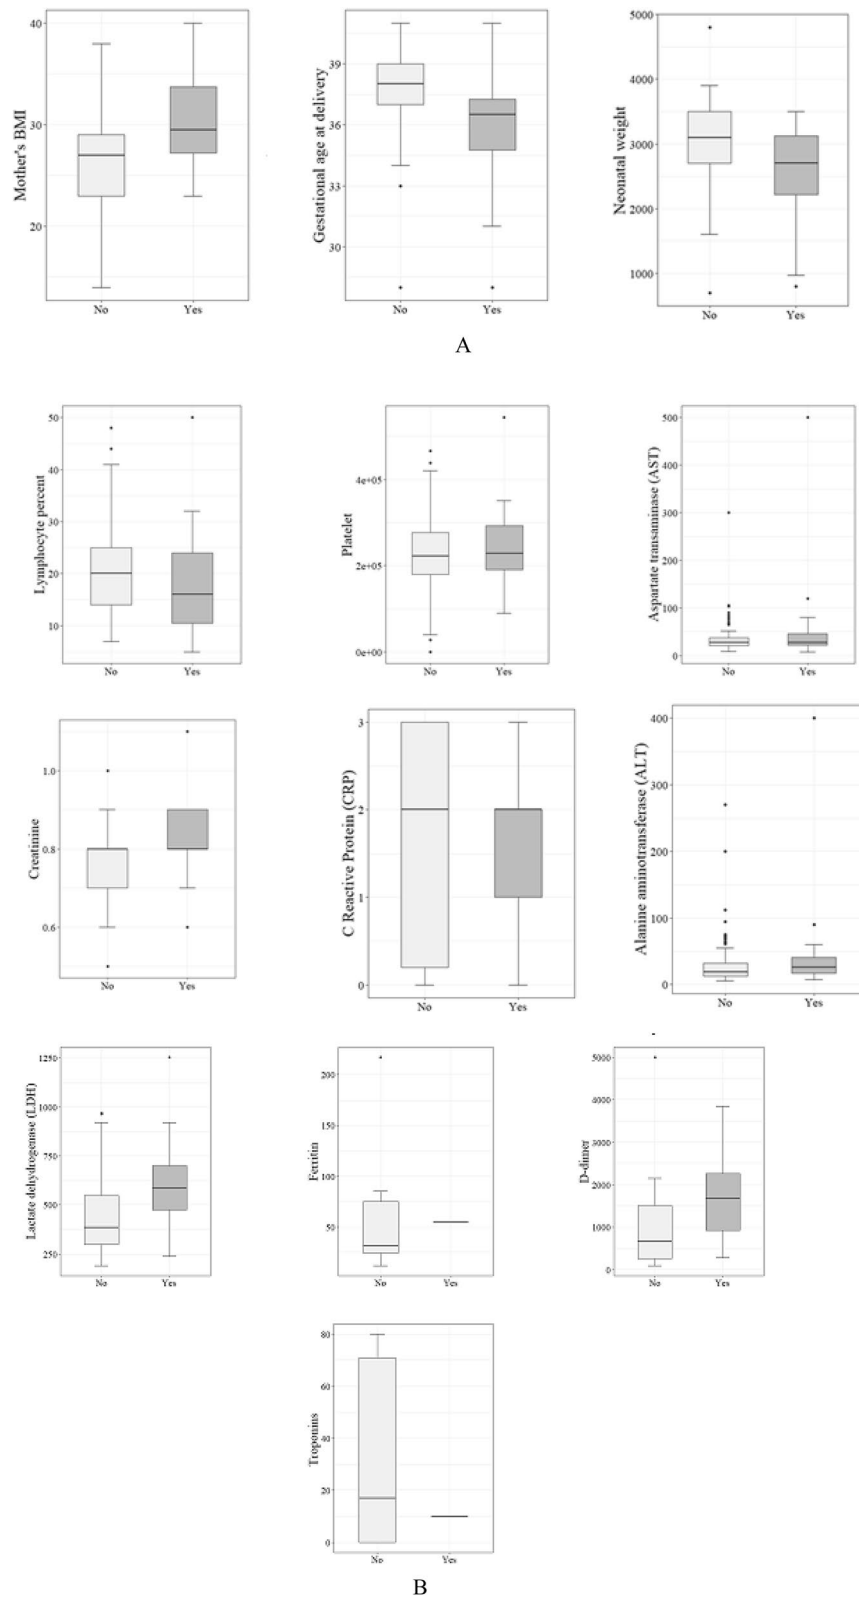 Mother's BMI
40
30
20
No Yes
Gestational age at delivery
39
36
33
30
No Yes
Neonatal weight
5000
4000
3000
2000
1000
No Yes
A
Lymphocyte percent
50
40
30
20
10
No Yes
Platelet
4e+05
2e+05
0e+00
No Yes
Aspartate transaminase (AST)
500
400
300
200
100
0
No Yes
Creatinine
1.0
0.8
0.6
No Yes
C Reactive Protein (CRP)
3
2
1
0
No Yes
Alanine aminotransferase (ALT)
400
300
200
100
0
No Yes
Lactate dehydrogenase (LDH)
1250
1000
750
500
250
No Yes
Ferritin
200
150
100
50
No Yes
D-dimer
5000
4000
3000
2000
1000
0
No Yes
Troponins
80
60
40
20
0
No Yes
B